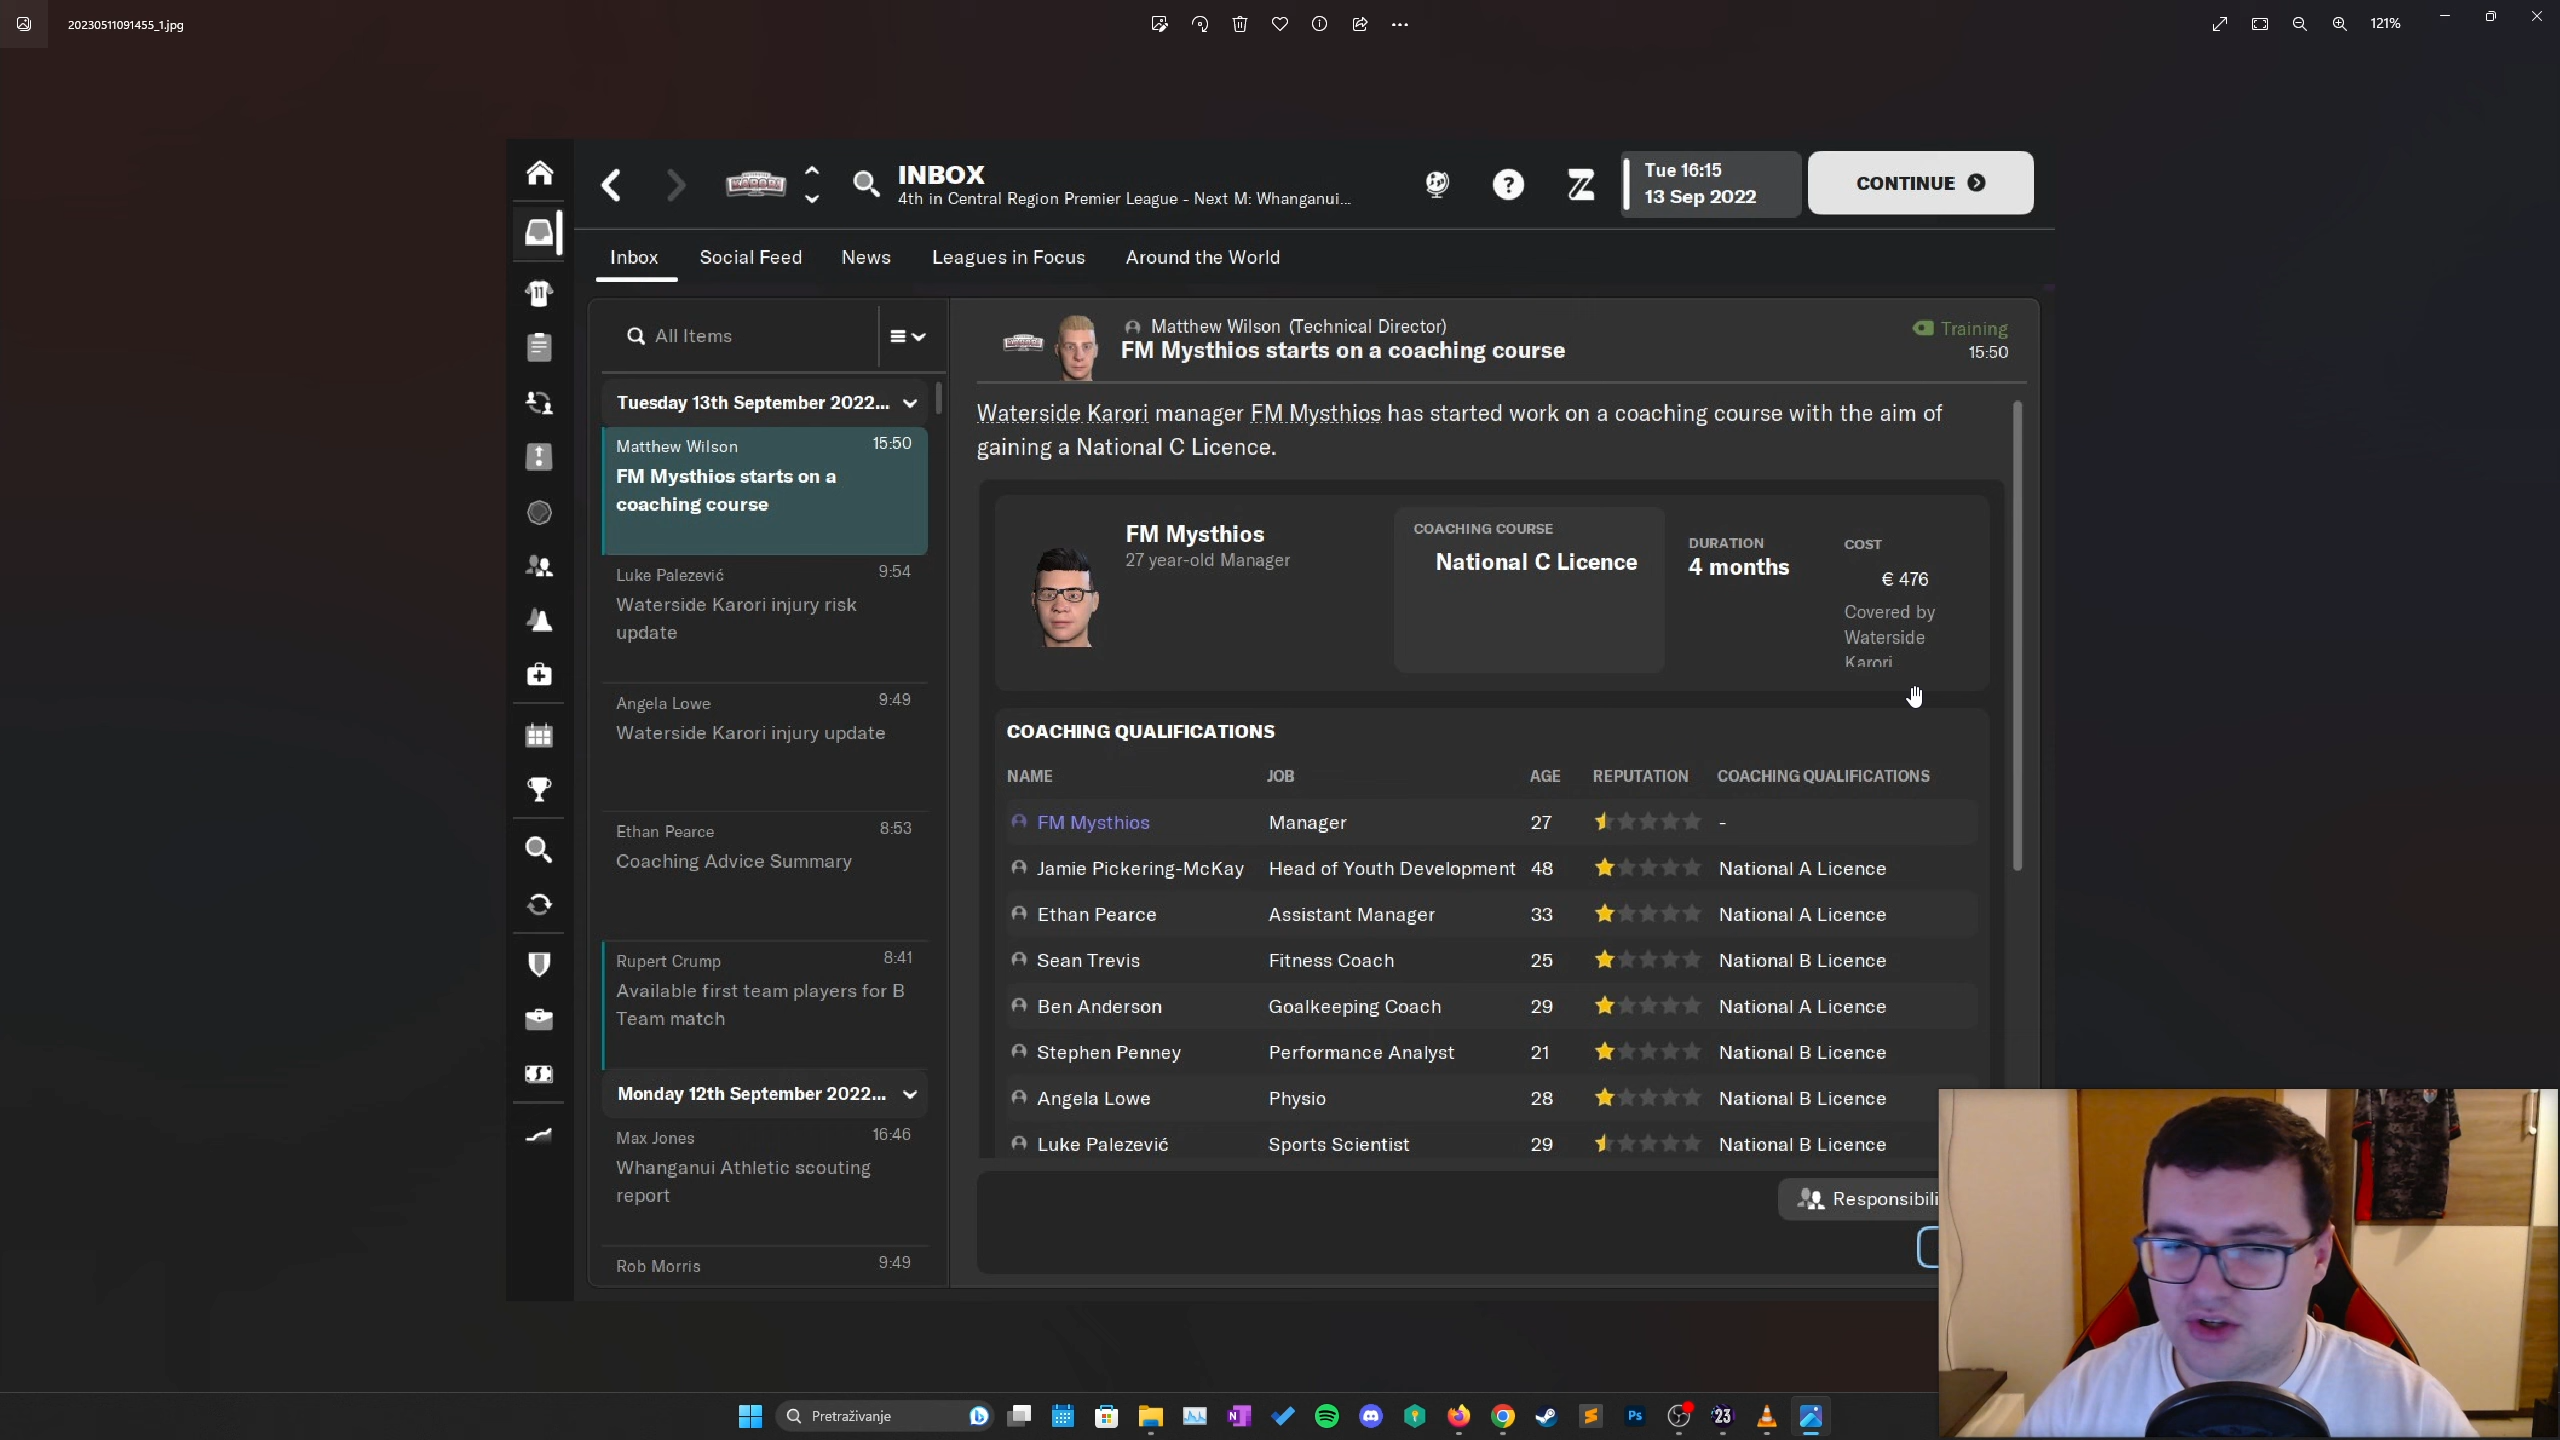 20230511091455_1.jpg
121%
INBOX
4th in Central Region Premier League - Next M: Whanganui...
Tue 16:15
13 Sep 2022
CONTINUE
Inbox
Social Feed
News
Leagues in Focus
Around the World
All Items
Tuesday 13th September 2022...
Matthew Wilson 15:50
FM Mysthios starts on a
coaching course
Luke Palezević 9:54
Waterside Karori injury risk
update
Angela Lowe 9:49
Waterside Karori injury update
Ethan Pearce 8:53
Coaching Advice Summary
Rupert Crump 8:41
Available first team players for B
Team match
Monday 12th September 2022...
Max Jones 16:46
Whanganui Athletic scouting
report
Rob Morris 9:49
Matthew Wilson (Technical Director)
FM Mysthios starts on a coaching course
Training
15:50
Waterside Karori manager FM Mysthios has started work on a coaching course with the aim of
gaining a National C Licence.
FM Mysthios
27 year-old Manager
COACHING COURSE
National C Licence
DURATION
4 months
COST
€ 476
Covered by
Waterside
Karori
COACHING QUALIFICATIONS
NAME JOB AGE REPUTATION COACHING QUALIFICATIONS
FM Mysthios Manager 27 -
Jamie Pickering-McKay Head of Youth Development 48 National A Licence
Ethan Pearce Assistant Manager 33 National A Licence
Sean Trevis Fitness Coach 25 National B Licence
Ben Anderson Goalkeeping Coach 29 National A Licence
Stephen Penney Performance Analyst 21 National B Licence
Angela Lowe Physio 28 National B Licence
Luke Palezević Sports Scientist 29 National B Licence
Responsibili
Pretraživanje
Ps
23